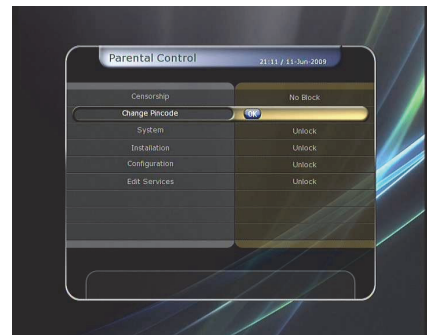 Parental Control 21:11 / 11-Jun-2009
Censorship No Block
Change Pincode OK
System Unlock
Installation Unlock
Configuration Unlock
Edit Services Unlock